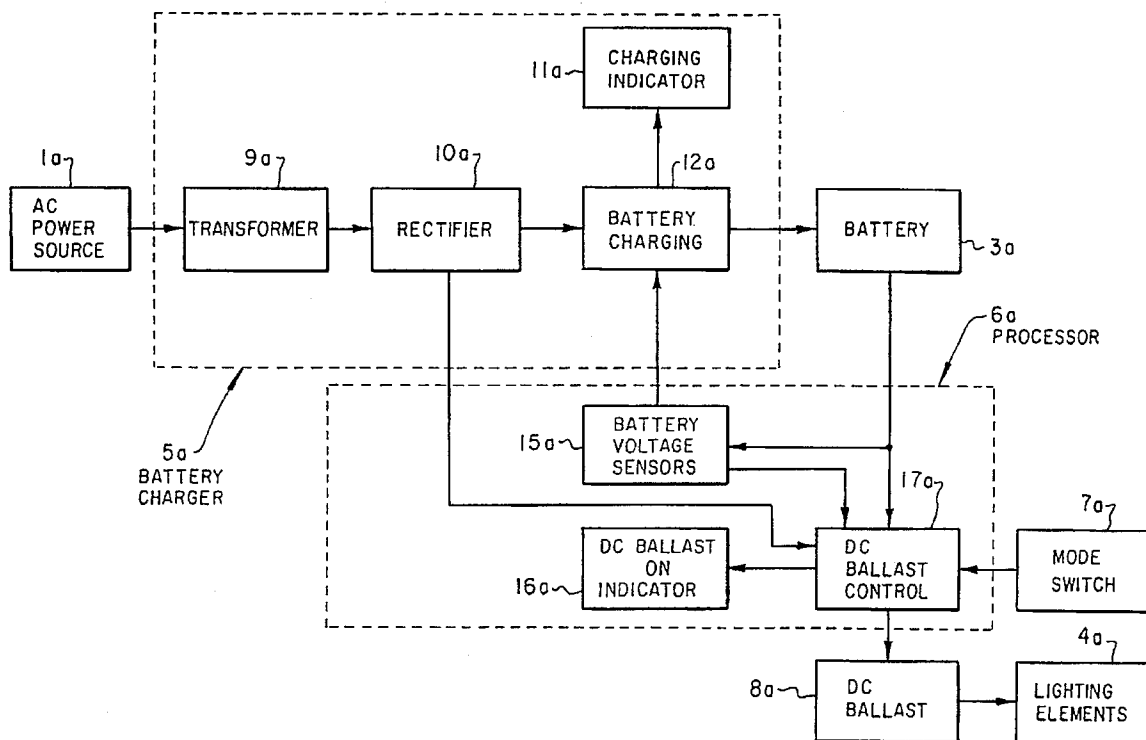 11a
CHARGING
INDICATOR
1a
9a
10a
12a
AC
POWER
SOURCE
TRANSFORMER
RECTIFIER
BATTERY
CHARGING
BATTERY
3a
6a
PROCESSOR
5a
BATTERY
CHARGER
15a
BATTERY
VOLTAGE
SENSORS
17a
7a
16a
DC BALLAST
ON
INDICATOR
DC
BALLAST
CONTROL
MODE
SWITCH
4a
8a
DC
BALLAST
LIGHTING
ELEMENTS